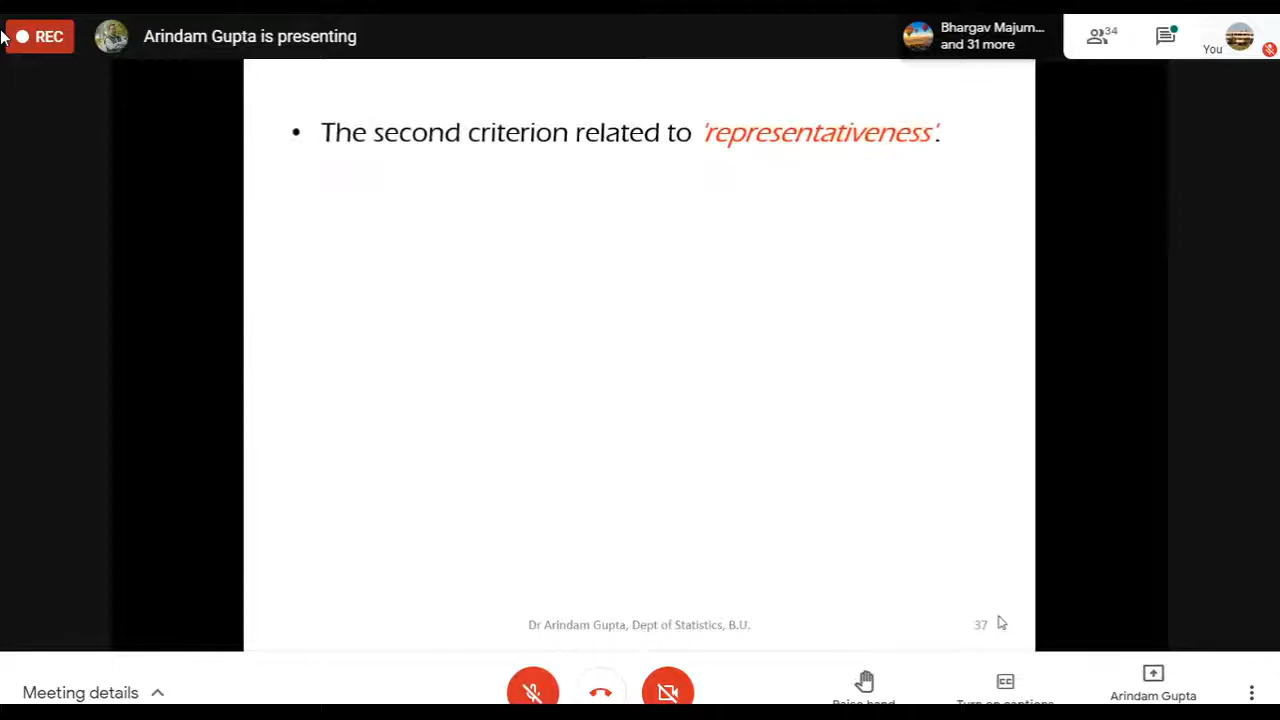 REC
Arindam Gupta is presenting
Bhargav Majum...
and 31 more
34
You
• The second criterion related to 'representativeness'.
Dr Arindam Gupta, Dept of Statistics, B.U.
37
Meeting details
CC
Raise hand
Turn on captions
Arindam Gupta